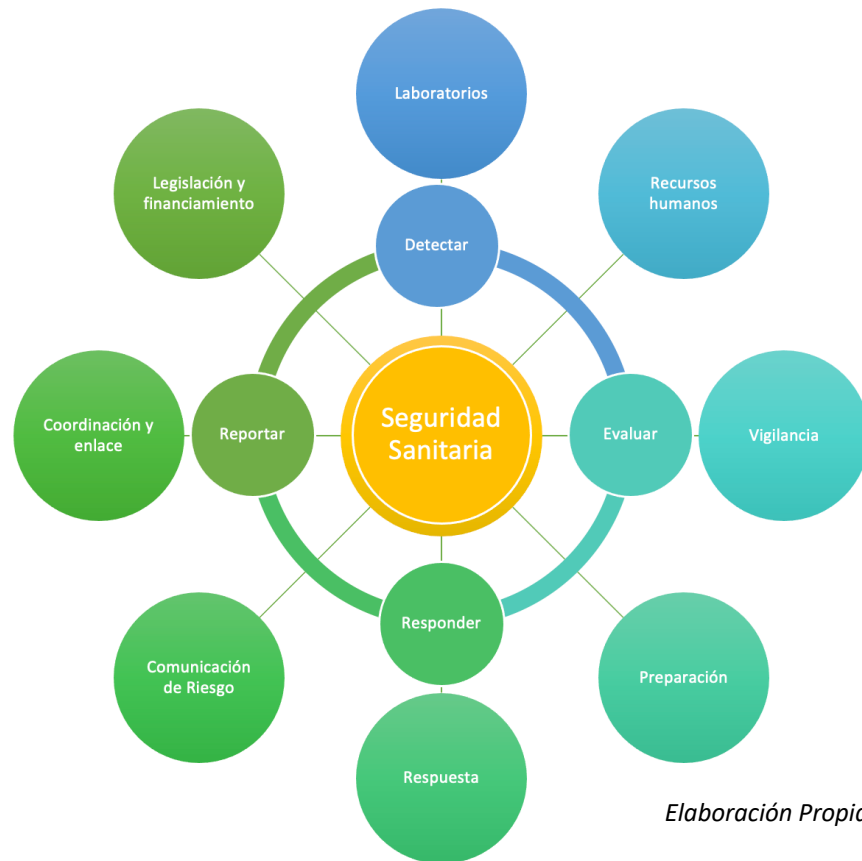 Laboratorios
Legislación y
financiamiento
Recursos
humanos
Detectar
Coordinación y
enlace
Reportar
Seguridad
Sanitaria
Evaluar
Vigilancia
Responder
Comunicación
de Riesgo
Preparación
Respuesta
Elaboración Propia